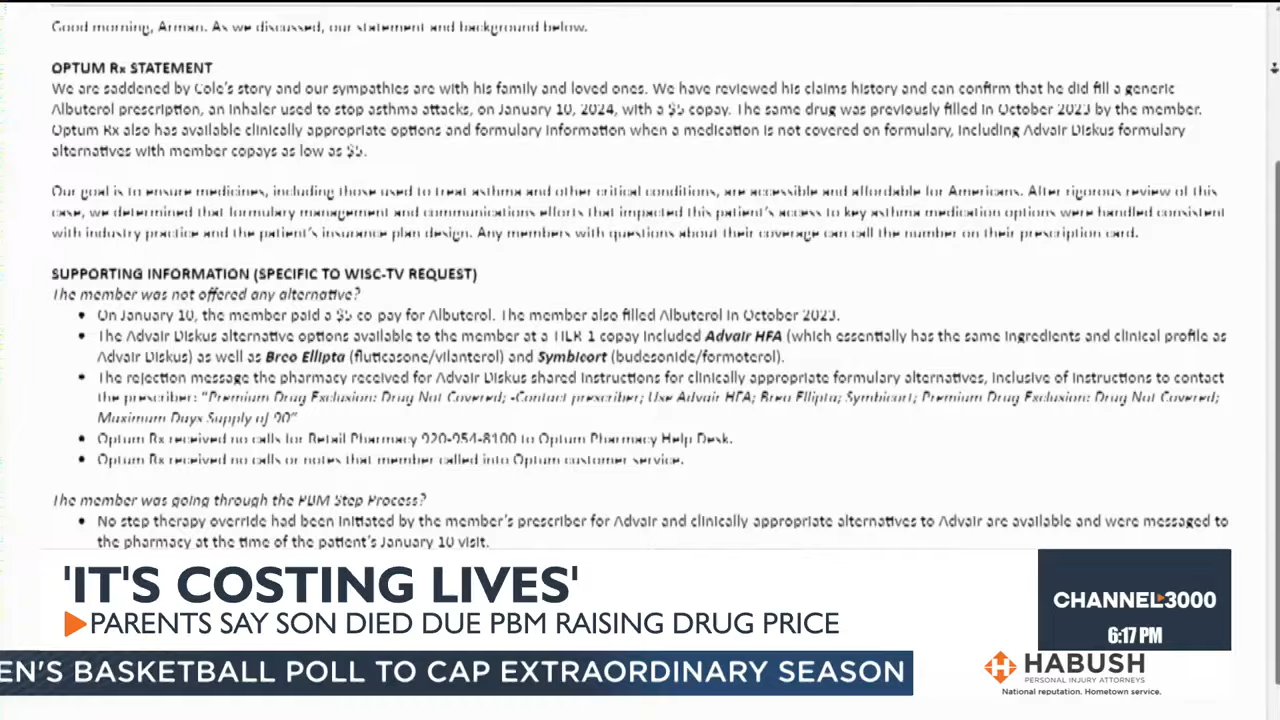 Good morning, Arman. As we discussed, our statement and background below.
OPTUM Rx STATEMENT
We are saddened by Cole's story and our sympathies are with his family and loved ones. We have reviewed his claims history and can confirm that he did fill a generic
Albuterol prescription, an inhaler used to stop asthma attacks, on January 10, 2024, with a $5 copay. The same drug was previously filled in October 2023 by the member.
Optum Rx also has available clinically appropriate options and formulary information when a medication is not covered on formulary, including Advair Diskus formulary
alternatives with member copays as low as $5.
Our goal is to ensure medicines, including those used to treat asthma and other critical conditions, are accessible and affordable for Americans. After rigorous review of this
case, we determined that formulary management and communications efforts that impacted this patient's access to key asthma medication options were handled consistent
with industry practice and the patient's insurance plan design. Any members with questions about their coverage can call the number on their prescription card.
SUPPORTING INFORMATION (SPECIFIC TO WISC-TV REQUEST)
The member was not offered any alternative?
• On January 10, the member paid a $5 co pay for Albuterol. The member also filled Albuterol in October 2023.
• The Advair Diskus alternative options available to the member at a TIER 1 copay included Advair HFA (which essentially has the same ingredients and clinical profile as
Advair Diskus) as well as Breo Ellipta (fluticasone/vilanterol) and Symbicort (budesonide/formoterol).
• The rejection message the pharmacy received for Advair Diskus shared instructions for clinically appropriate formulary alternatives, inclusive of instructions to contact
the prescriber: "Premium Drug Exclusion: Drug Not Covered; -Contact prescriber; Use Advair HFA; Breo Ellipta; Symbicort; Premium Drug Exclusion: Drug Not Covered;
Maximum Days Supply of 90"
• Optum Rx received no calls for Retail Pharmacy 920-954-8100 to Optum Pharmacy Help Desk.
• Optum Rx received no calls or notes that member called into Optum customer service.
The member was going through the PBM Step Process?
• No step therapy override had been initiated by the member's prescriber for Advair and clinically appropriate alternatives to Advair are available and were messaged to
the pharmacy at the time of the patient's January 10 visit.
'IT'S COSTING LIVES'
PARENTS SAY SON DIED DUE PBM RAISING DRUG PRICE
CHANNEL3000
6:17 PM
EN'S BASKETBALL POLL TO CAP EXTRAORDINARY SEASON
HABUSH
PERSONAL INJURY ATTORNEYS
National reputation. Hometown service.